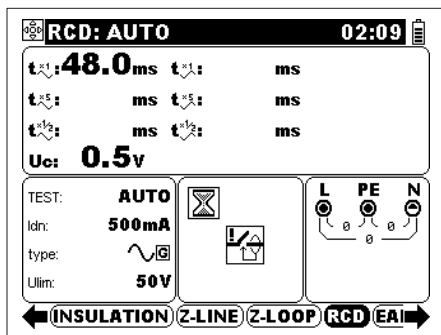 RCD: AUTO 02:09
t×1:48.0ms t×1: ms
t×5: ms t×5: ms
t×½: ms t×½: ms
Uc: 0.5V
TEST: AUTO
Idn: 500mA
type: G
Ulim: 50V
L PE N
0 0
0
INSULATION Z-LINE Z-LOOP RCD EAI